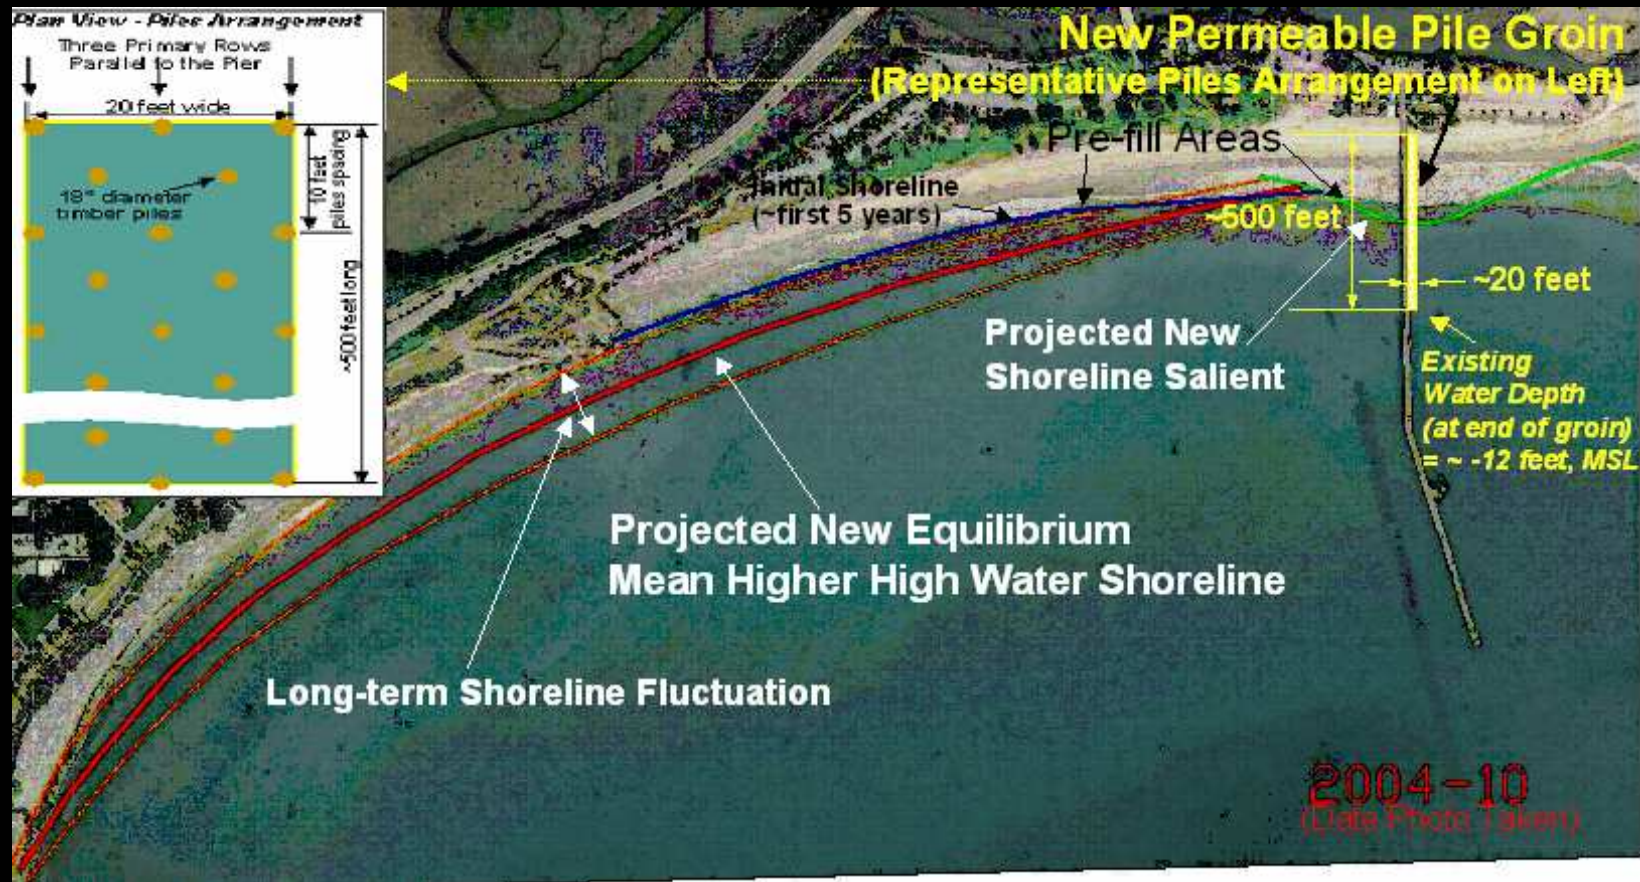 Plan View - Piles Arrangement
Three Primary Rows
Parallel to the Pier
20 feet wide
10 feet
piles spacing
18" diameter
timber piles
~500 feet long
New Permeable Pile Groin
(Representative Piles Arrangement on Left)
Pre-fill Areas
Initial Shoreline
(~first 5 years)
~500 feet
~20 feet
Projected New
Shoreline Salient
Existing
Water Depth
(at end of groin)
= ~ -12 feet, MSL
Projected New Equilibrium
Mean Higher High Water Shoreline
Long-term Shoreline Fluctuation
2004-10
(Date Photo Taken)